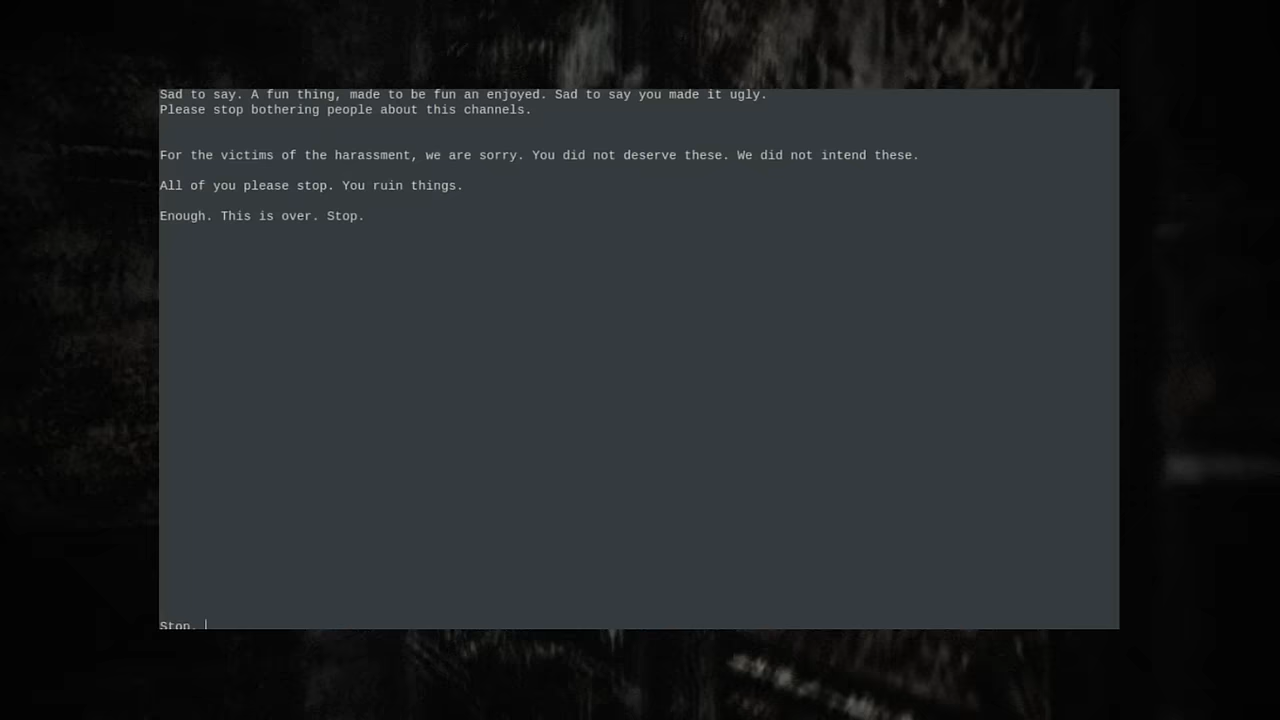 Sad to say. A fun thing, made to be fun an enjoyed. Sad to say you made it ugly.
Please stop bothering people about this channels.
For the victims of the harassment, we are sorry. You did not deserve these. We did not intend these.
All of you please stop. You ruin things.
Enough. This is over. Stop.
Stop.